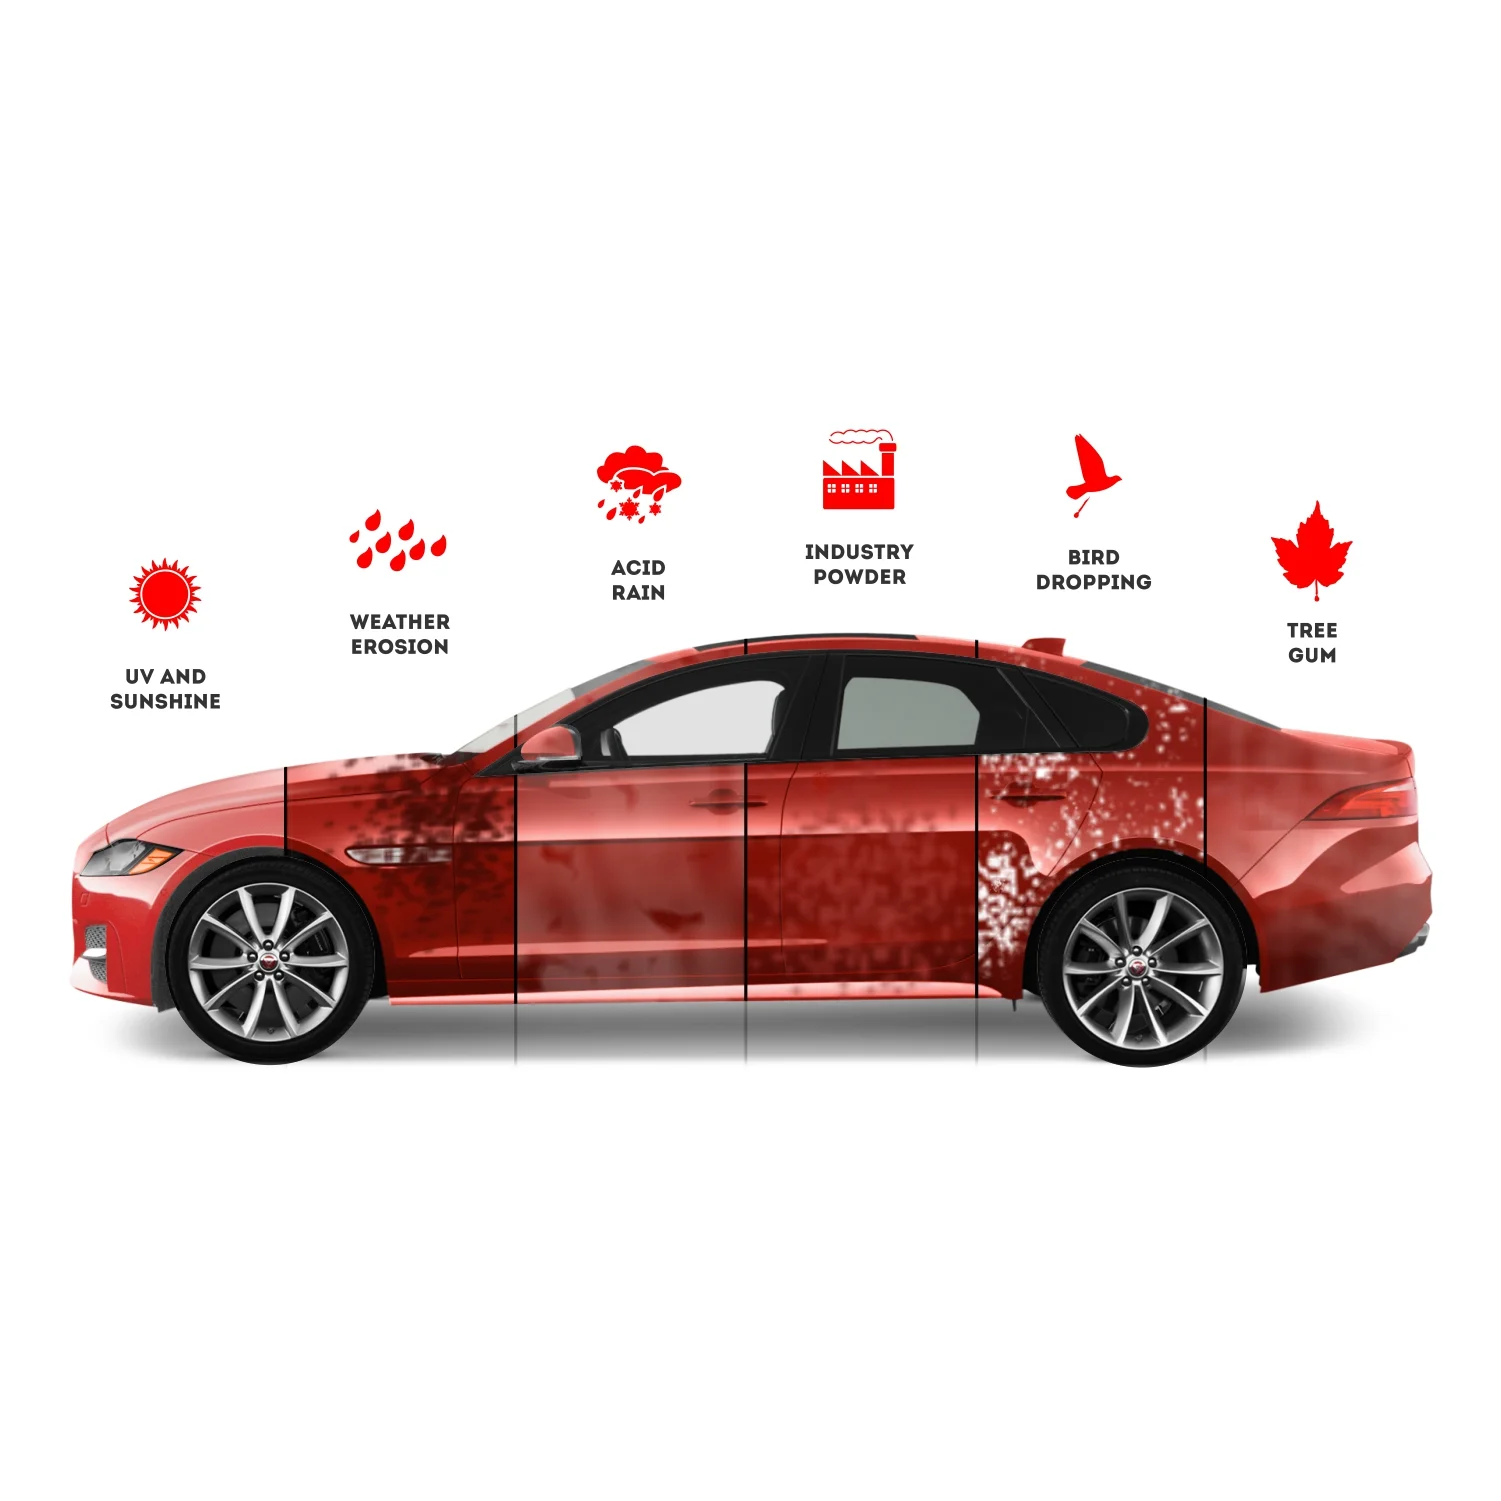 UV AND
SUNSHINE
WEATHER
EROSION
ACID
RAIN
INDUSTRY
POWDER
BIRD
DROPPING
TREE
GUM